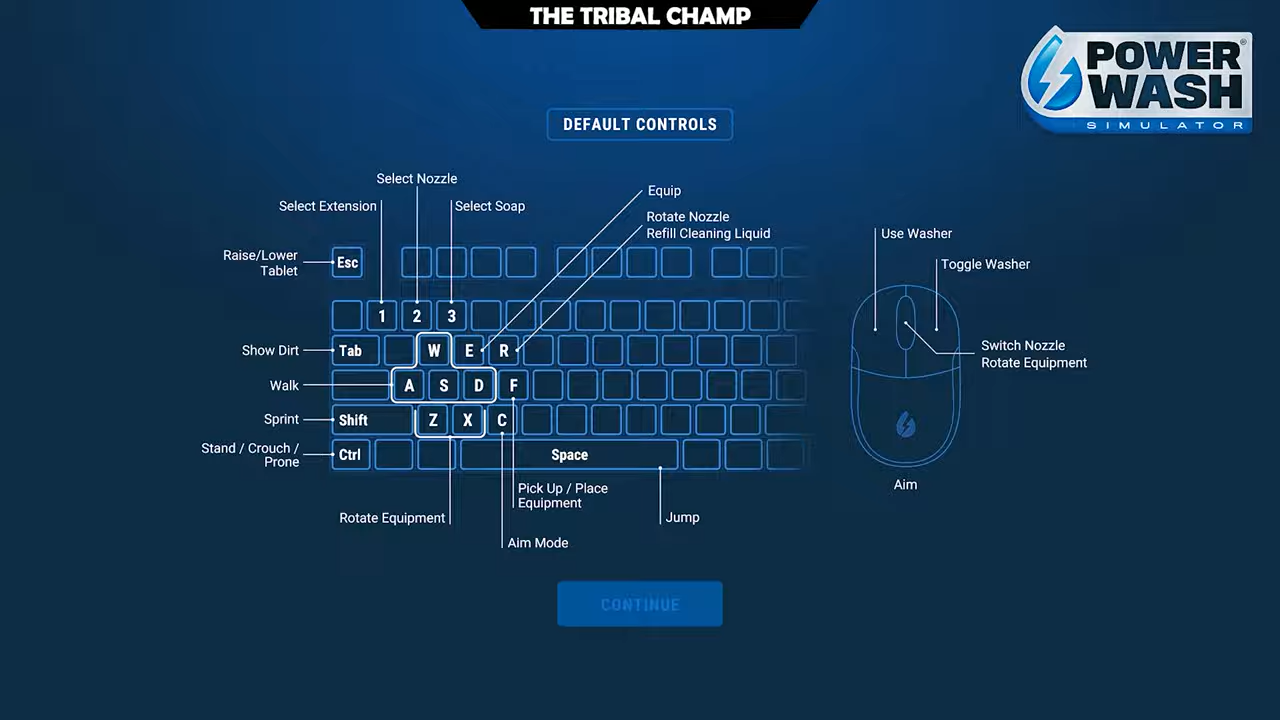 THE TRIBAL CHAMP
POWER
WASH
SIMULATOR
DEFAULT CONTROLS
Select Nozzle
Select Extension
Select Soap
Equip
Rotate Nozzle
Refill Cleaning Liquid
Use Washer
Toggle Washer
Raise/Lower
Tablet
Esc
1 2 3
Show Dirt
Tab W E R
Switch Nozzle
Rotate Equipment
Walk
A S D F
Sprint
Shift Z X C
Stand / Crouch /
Prone
Ctrl Space
Aim
Pick Up / Place
Equipment
Rotate Equipment
Jump
Aim Mode
CONTINUE